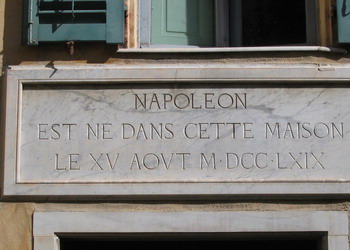 NAPOLEON
EST NE DANS CETTE MAISON
LE XV AOVT M·DCC·LXIX